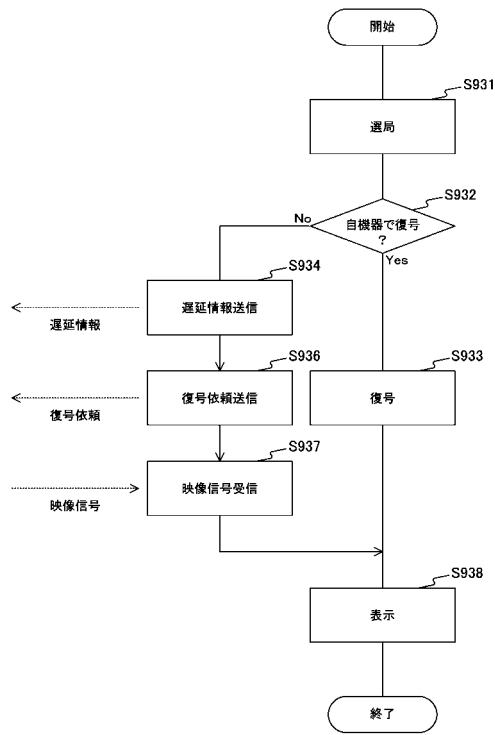 開始
S931
選局
S932
自機器で復号
?
No
Yes
S934
遅延情報送信
遅延情報
S936
復号依頼送信
復号依頼
S933
復号
S937
映像信号受信
映像信号
S938
表示
終了